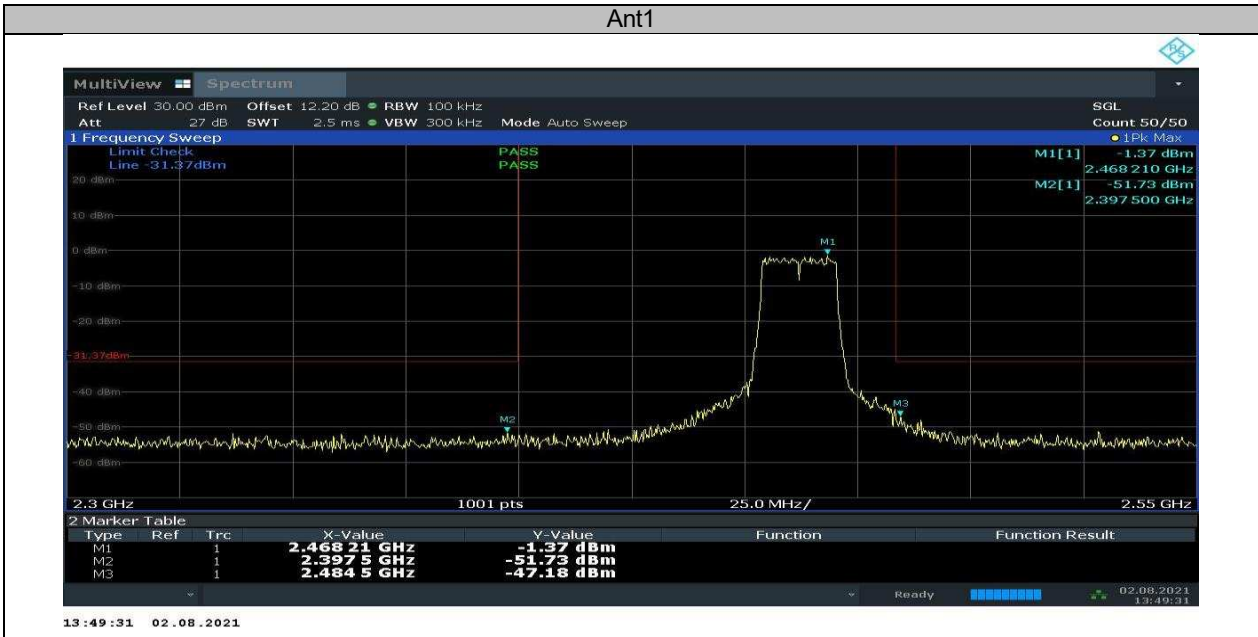 Ant1
R&S
MultiView Spectrum
Ref Level 30.00 dBm Offset 12.20 dB RBW 100 kHz SGL
Att 27 dB SWT 2.5 ms VBW 300 kHz Mode Auto Sweep Count 50/50
1 Frequency Sweep 1Pk Max
Limit Check PASS M1[1] -1.37 dBm
Line -31.37dBm PASS 2.468 210 GHz
20 dBm M2[1] -51.73 dBm
2.397 500 GHz
10 dBm
M1
0 dBm
-10 dBm
-20 dBm
-31.37dBm
-40 dBm
M3
M2
-50 dBm
-60 dBm
2.3 GHz 1001 pts 25.0 MHz/ 2.55 GHz
2 Marker Table
Type Ref Trc X-Value Y-Value Function Function Result
M1 1 2.468 21 GHz -1.37 dBm
M2 1 2.397 5 GHz -51.73 dBm
M3 1 2.484 5 GHz -47.18 dBm
Ready 02.08.2021
13:49:31
13:49:31 02.08.2021